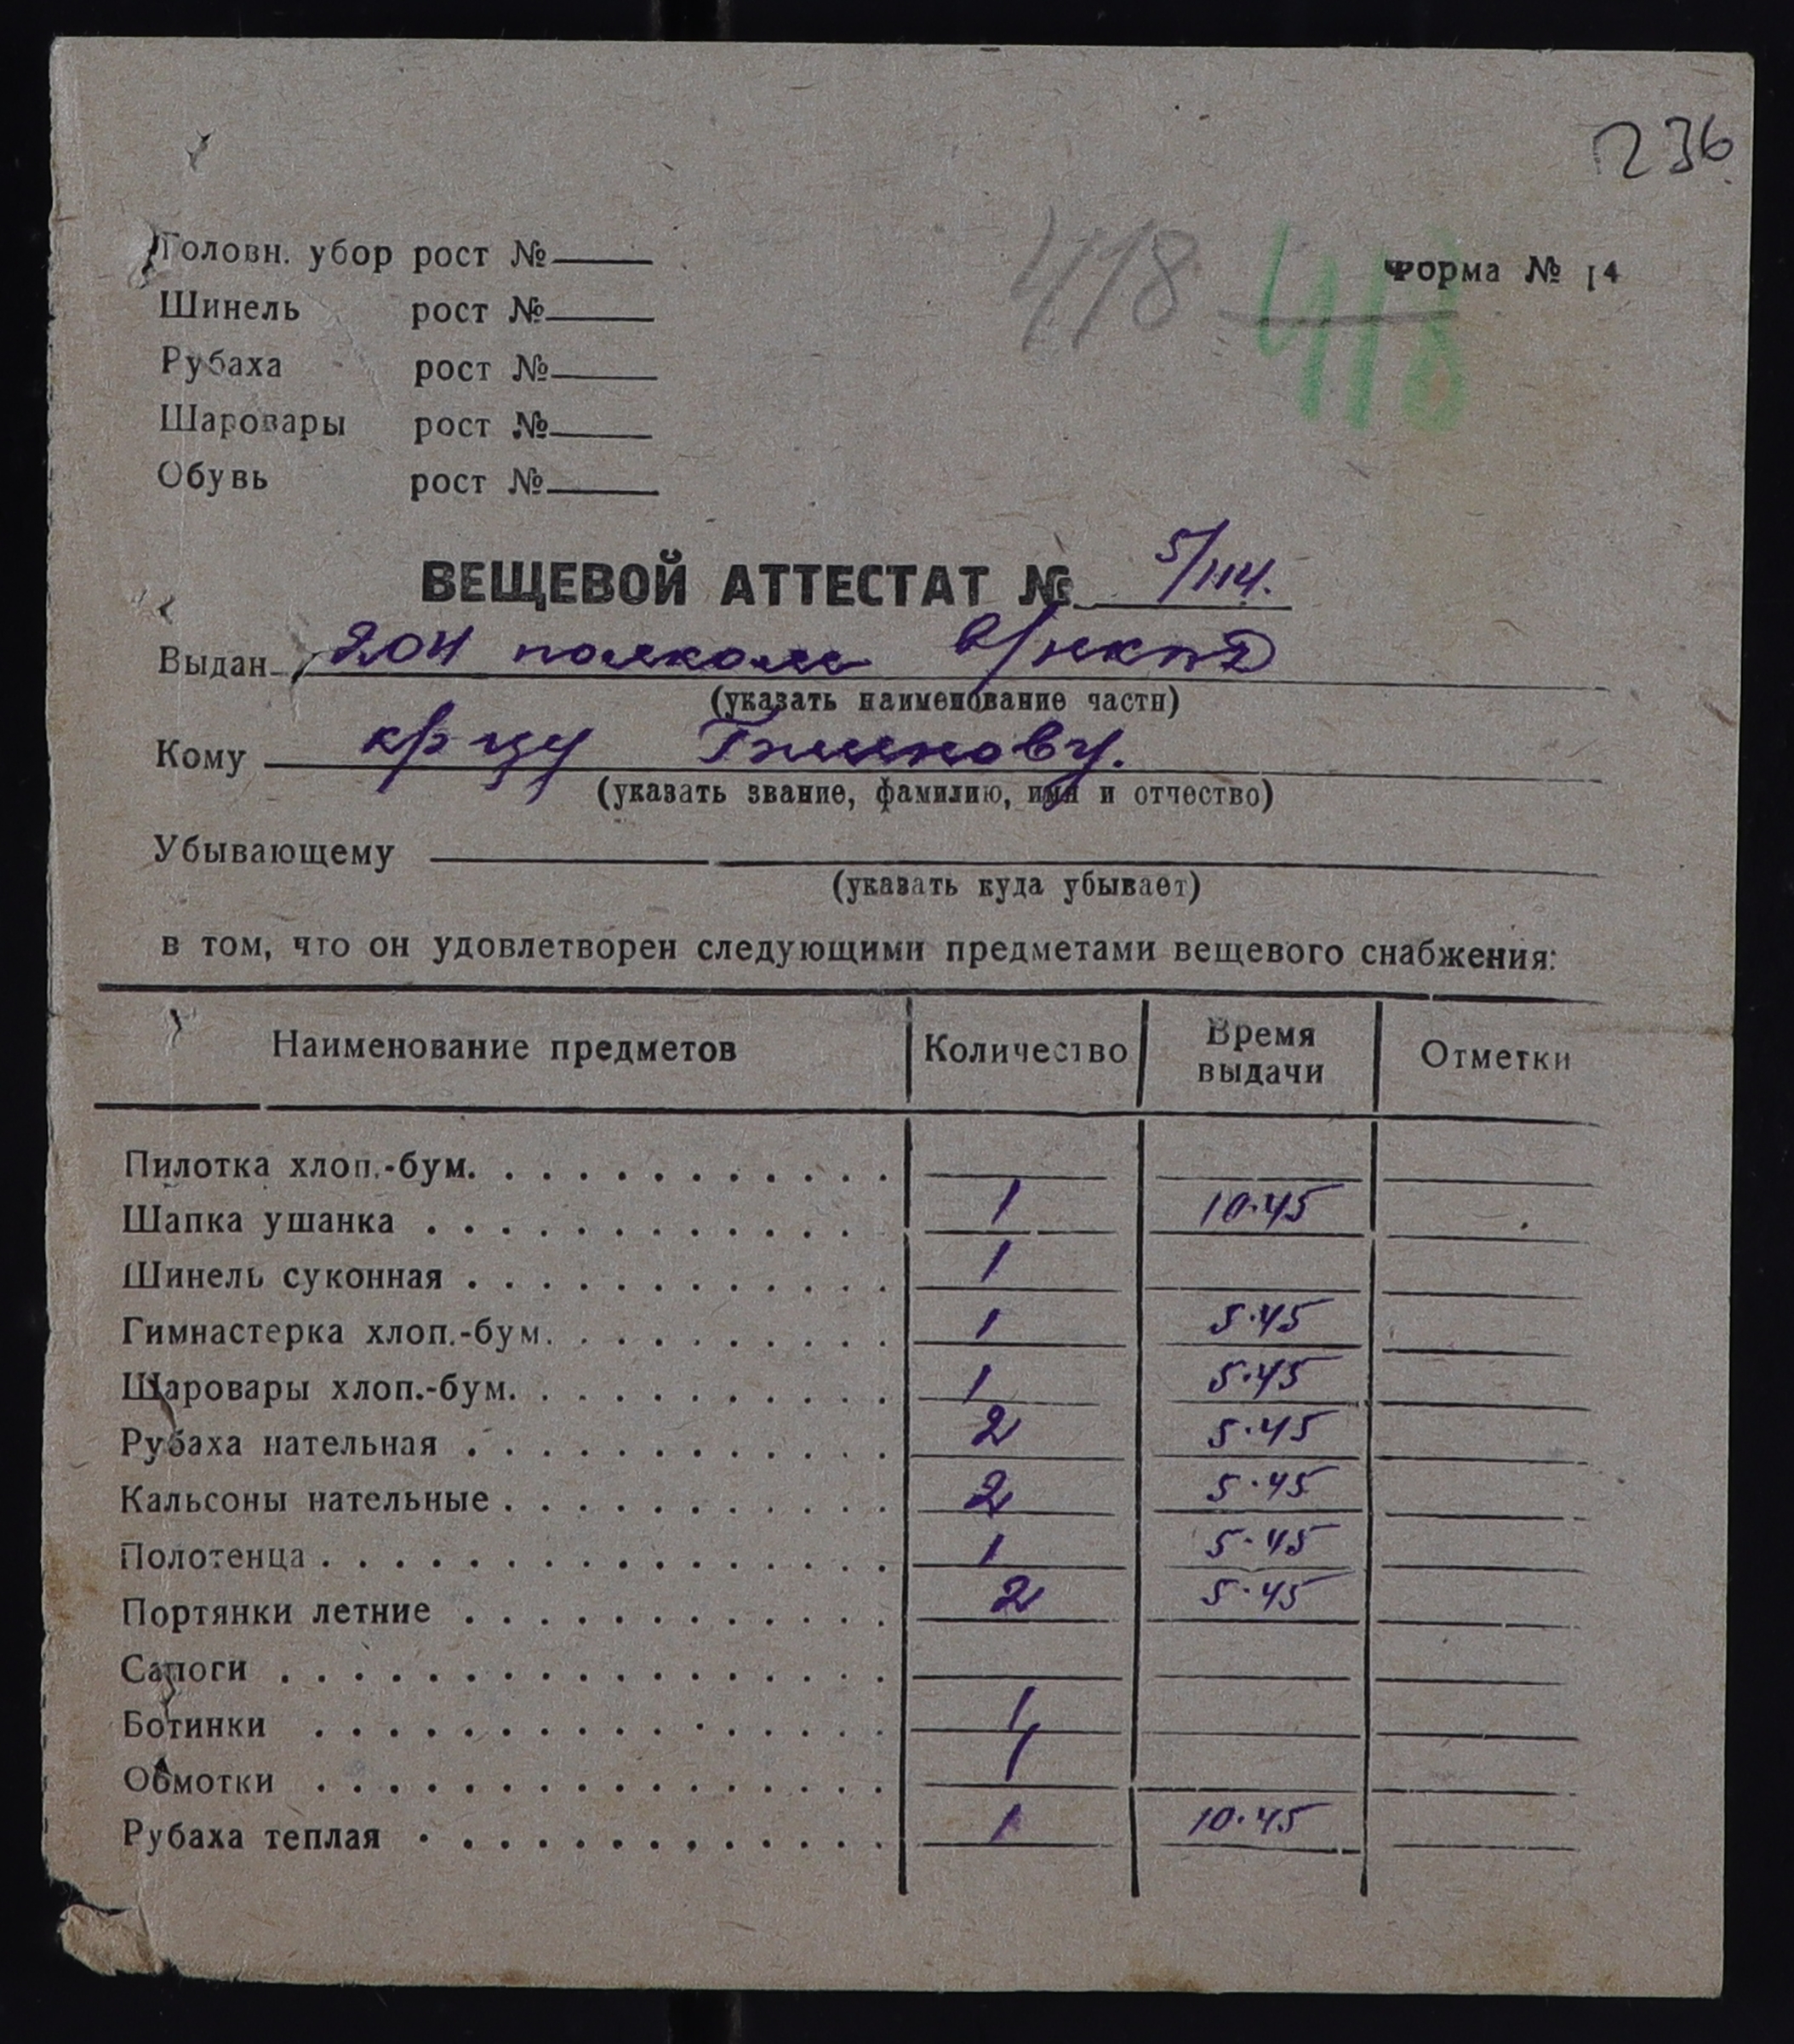 236
Головн. убор рост №
418 418 Форма № 14
Шинель рост №
Рубаха рост №
Шаровары рост №
Обувь рост №
ВЕЩЕВОЙ АТТЕСТАТ № 5/114.
Выдан
(указать наименование части)
Кому кр-цу
(указать звание, фамилию, имя и отчество)
Убывающему
(указать куда убывает)
в том, что он удовлетворен следующими предметами вещевого снабжения:
Наименование предметов Количество Время выдачи Отметки
Пилотка хлоп.-бум.
Шапка ушанка 1 10.45
Шинель суконная 1
Гимнастерка хлоп.-бум. 1 5.45
Шаровары хлоп.-бум. 1 5.45
Рубаха нательная 2 5.45
Кальсоны нательные 2 5.45
Полотенца 1 5.45
Портянки летние 2 5.45
Сапоги
Ботинки 1
Обмотки 1
Рубаха теплая 1 10.45